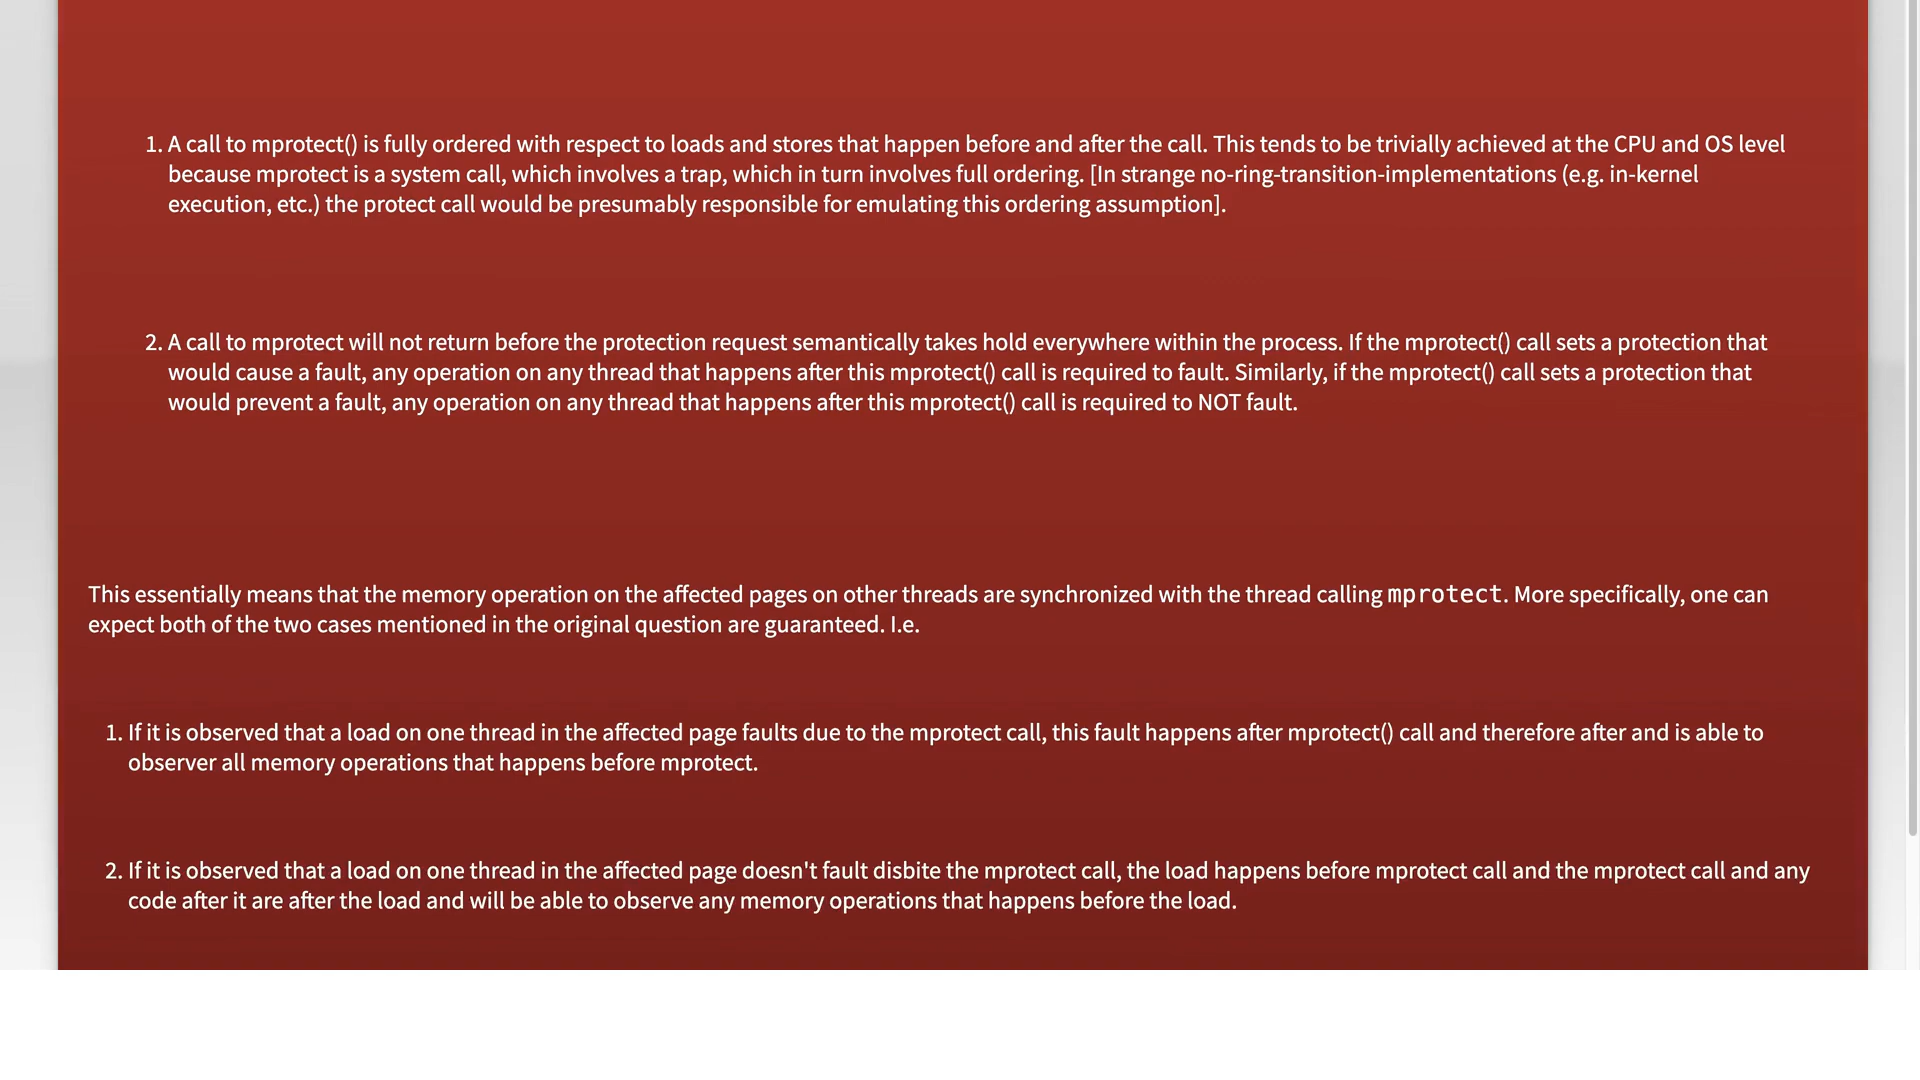 1. A call to mprotect() is fully ordered with respect to loads and stores that happen before and after the call. This tends to be trivially achieved at the CPU and OS level
because mprotect is a system call, which involves a trap, which in turn involves full ordering. [In strange no-ring-transition-implementations (e.g. in-kernel
execution, etc.) the protect call would be presumably responsible for emulating this ordering assumption].
2. A call to mprotect will not return before the protection request semantically takes hold everywhere within the process. If the mprotect() call sets a protection that
would cause a fault, any operation on any thread that happens after this mprotect() call is required to fault. Similarly, if the mprotect() call sets a protection that
would prevent a fault, any operation on any thread that happens after this mprotect() call is required to NOT fault.
This essentially means that the memory operation on the affected pages on other threads are synchronized with the thread calling mprotect. More specifically, one can
expect both of the two cases mentioned in the original question are guaranteed. I.e.
1. If it is observed that a load on one thread in the affected page faults due to the mprotect call, this fault happens after mprotect() call and therefore after and is able to
observer all memory operations that happens before mprotect.
2. If it is observed that a load on one thread in the affected page doesn't fault disbite the mprotect call, the load happens before mprotect call and the mprotect call and any
code after it are after the load and will be able to observe any memory operations that happens before the load.